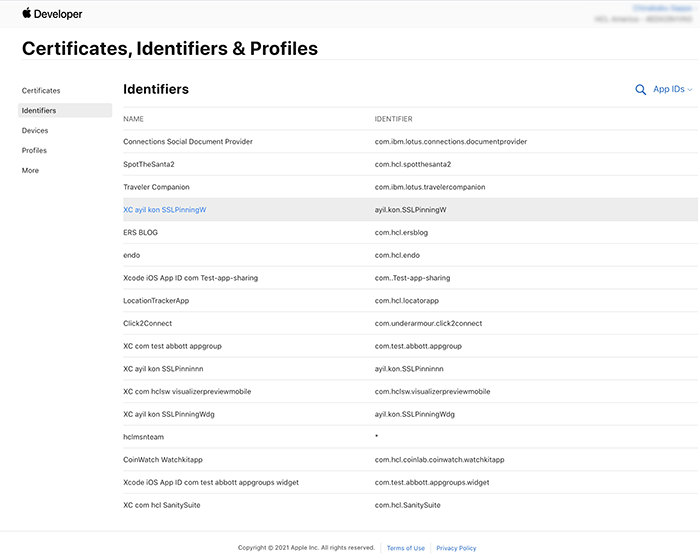 Developer
Certificates, Identifiers & Profiles
Certificates
Identifiers
Devices
Profiles
More
Identifiers
App IDs
NAME IDENTIFIER
Connections Social Document Provider com.ibm.lotus.connections.documentprovider
SpotTheSanta2 com.hcl.spotthesanta2
Traveler Companion com.ibm.lotus.travelercompanion
XC ayil kon SSLPinningW ayil.kon.SSLPinningW
ERS BLOG com.hcl.ersblog
endo com.hcl.endo
Xcode iOS App ID com Test-app-sharing com..Test-app-sharing
LocationTrackerApp com.hcl.locatorapp
Click2Connect com.underarmour.click2connect
XC com test abbott appgroup com.test.abbott.appgroup
XC ayil kon SSLPinninnn ayil.kon.SSLPinninnn
XC com hclsw visualizerpreviewmobile com.hclsw.visualizerpreviewmobile
XC ayil kon SSLPinningWdg ayil.kon.SSLPinningWdg
hclmsnteam *
CoinWatch Watchkitapp com.hcl.coinlab.coinwatch.watchkitapp
Xcode iOS App ID com test abbott appgroups widget com.test.abbott.appgroups.widget
XC com hcl SanitySuite com.hcl.SanitySuite
Copyright © 2021 Apple Inc. All rights reserved. Terms of Use Privacy Policy